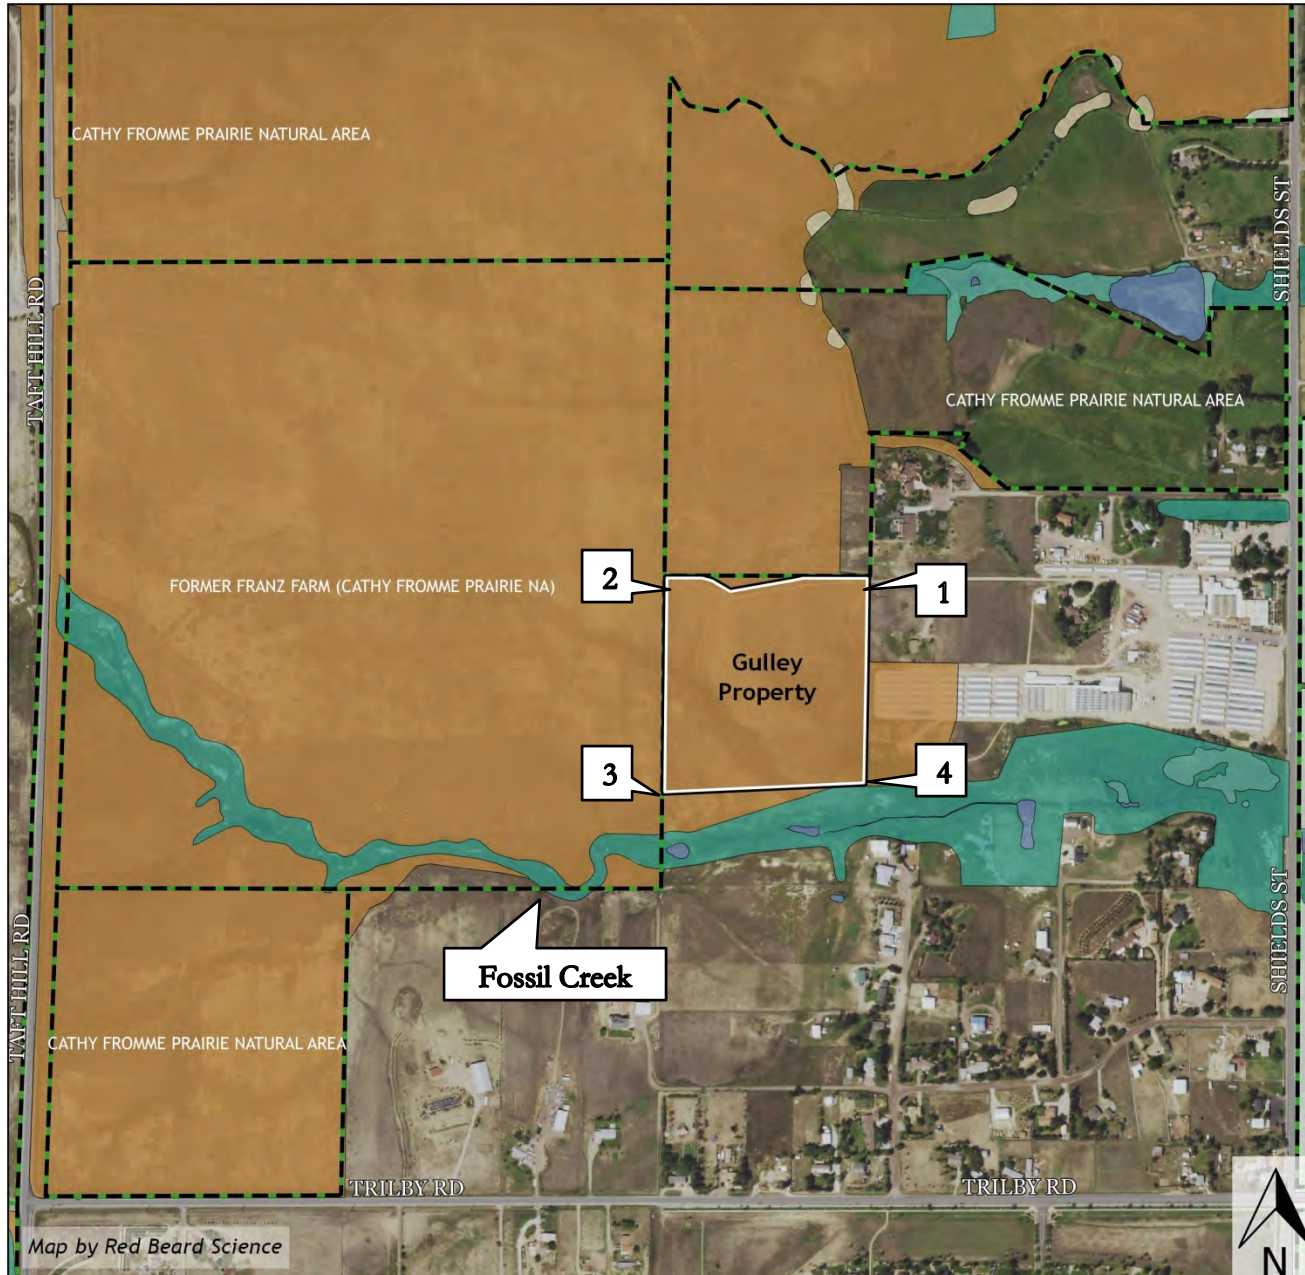 CATHY FROMME PRAIRIE NATURAL AREA
SHIELDS ST
TAFT HILL RD
CATHY FROMME PRAIRIE NATURAL AREA
2
FORMER FRANZ FARM (CATHY FROMME PRAIRIE NA)
1
Gulley
Property
3
4
SHIELDS ST
TAFT HILL RD
Fossil Creek
CATHY FROMME PRAIRIE NATURAL AREA
TRILBY RD
TRILBY RD
Map by Red Beard Science
N